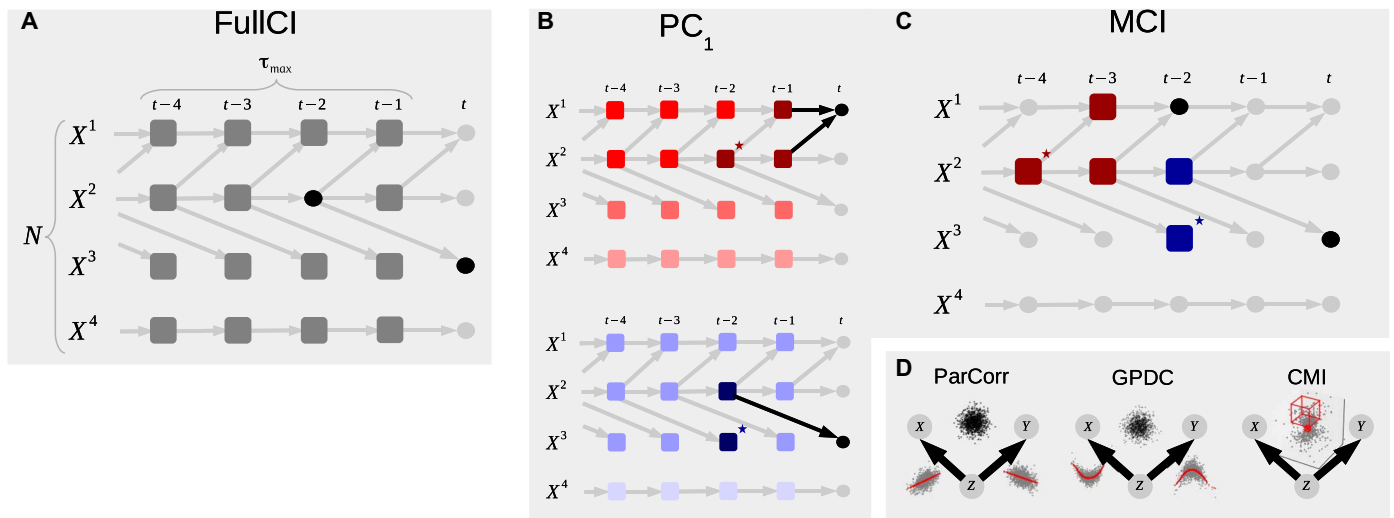 A FullCI
τmax
t−4 t−3 t−2 t−1 t
X¹
X²
N
X³
X⁴
B PC₁
t−4 t−3 t−2 t−1 t
X¹
X²
X³
X⁴
t−4 t−3 t−2 t−1 t
X¹
X²
X³
X⁴
C MCI
t−4 t−3 t−2 t−1 t
X¹
X²
X³
X⁴
D ParCorr GPDC CMI
X Y X Y X Y
Z Z Z